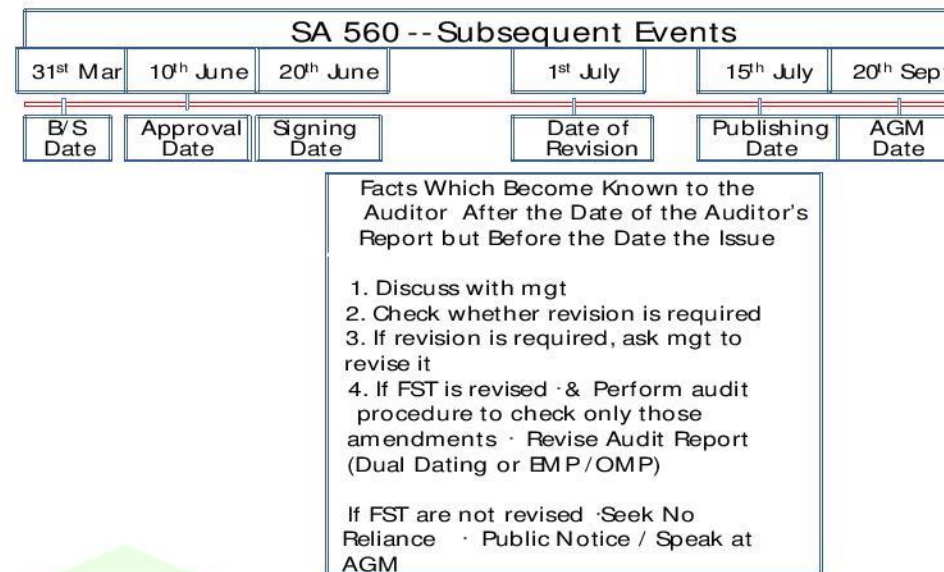 SA 560 -- Subsequent Events
31st Mar 10th June 20th June 1st July 15th July 20th Sep
B/S Date Approval Date Signing Date Date of Revision Publishing Date AGM Date
Facts Which Become Known to the
Auditor After the Date of the Auditor's
Report but Before the Date the Issue
1. Discuss with mgt
2. Check whether revision is required
3. If revision is required, ask mgt to
revise it
4. If FST is revised · & Perform audit
procedure to check only those
amendments · Revise Audit Report
(Dual Dating or EMP/OMP)
If FST are not revised ·Seek No
Reliance · Public Notice / Speak at
AGM